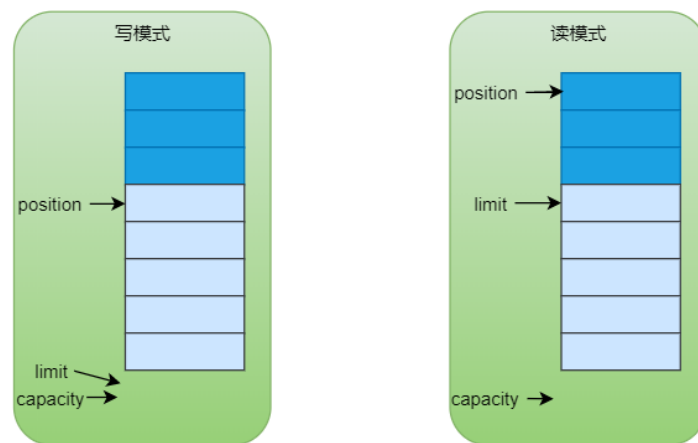 写模式
position
limit
capacity
读模式
position
limit
capacity